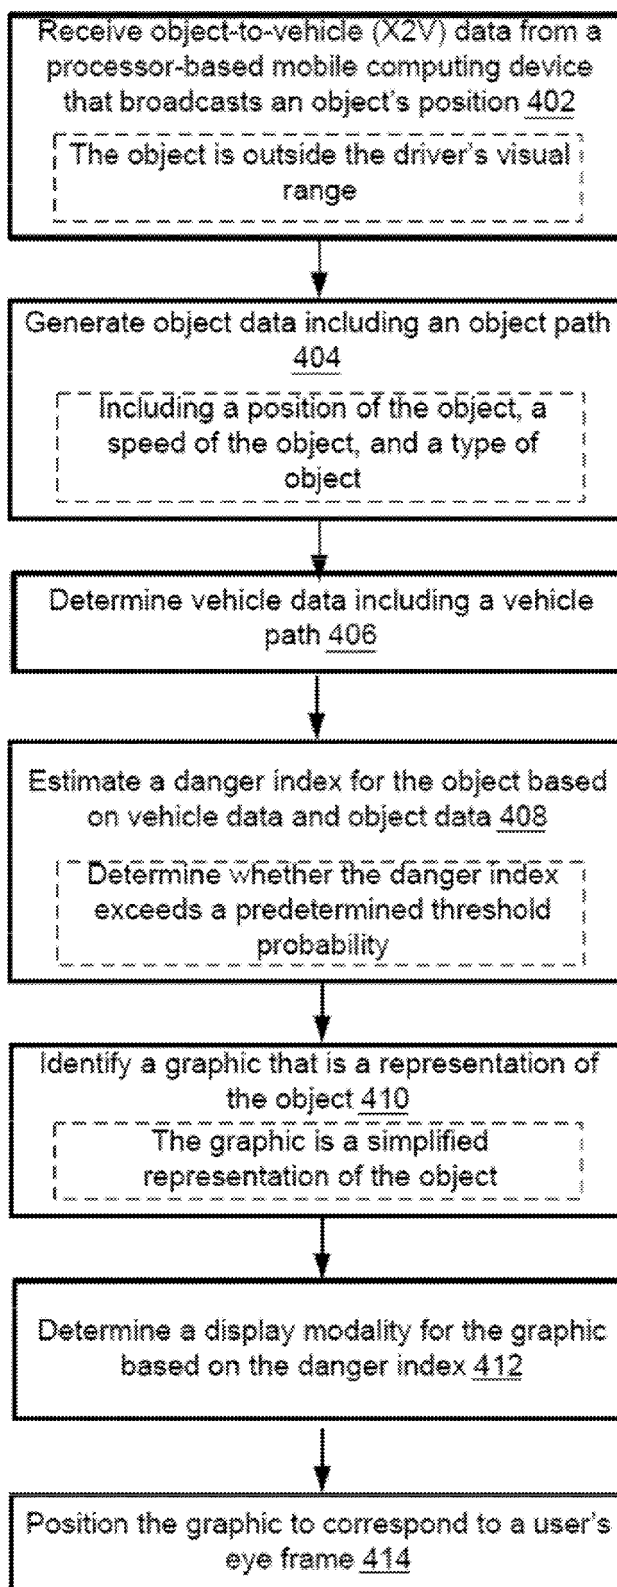 Receive object-to-vehicle (X2V) data from a
processor-based mobile computing device
that broadcasts an object's position 402
The object is outside the driver's visual
range
Generate object data including an object path
404
Including a position of the object, a
speed of the object, and a type of
object
Determine vehicle data including a vehicle
path 406
Estimate a danger index for the object based
on vehicle data and object data 408
Determine whether the danger index
exceeds a predetermined threshold
probability
Identify a graphic that is a representation of
the object 410
The graphic is a simplified
representation of the object
Determine a display modality for the graphic
based on the danger index 412
Position the graphic to correspond to a user's
eye frame 414